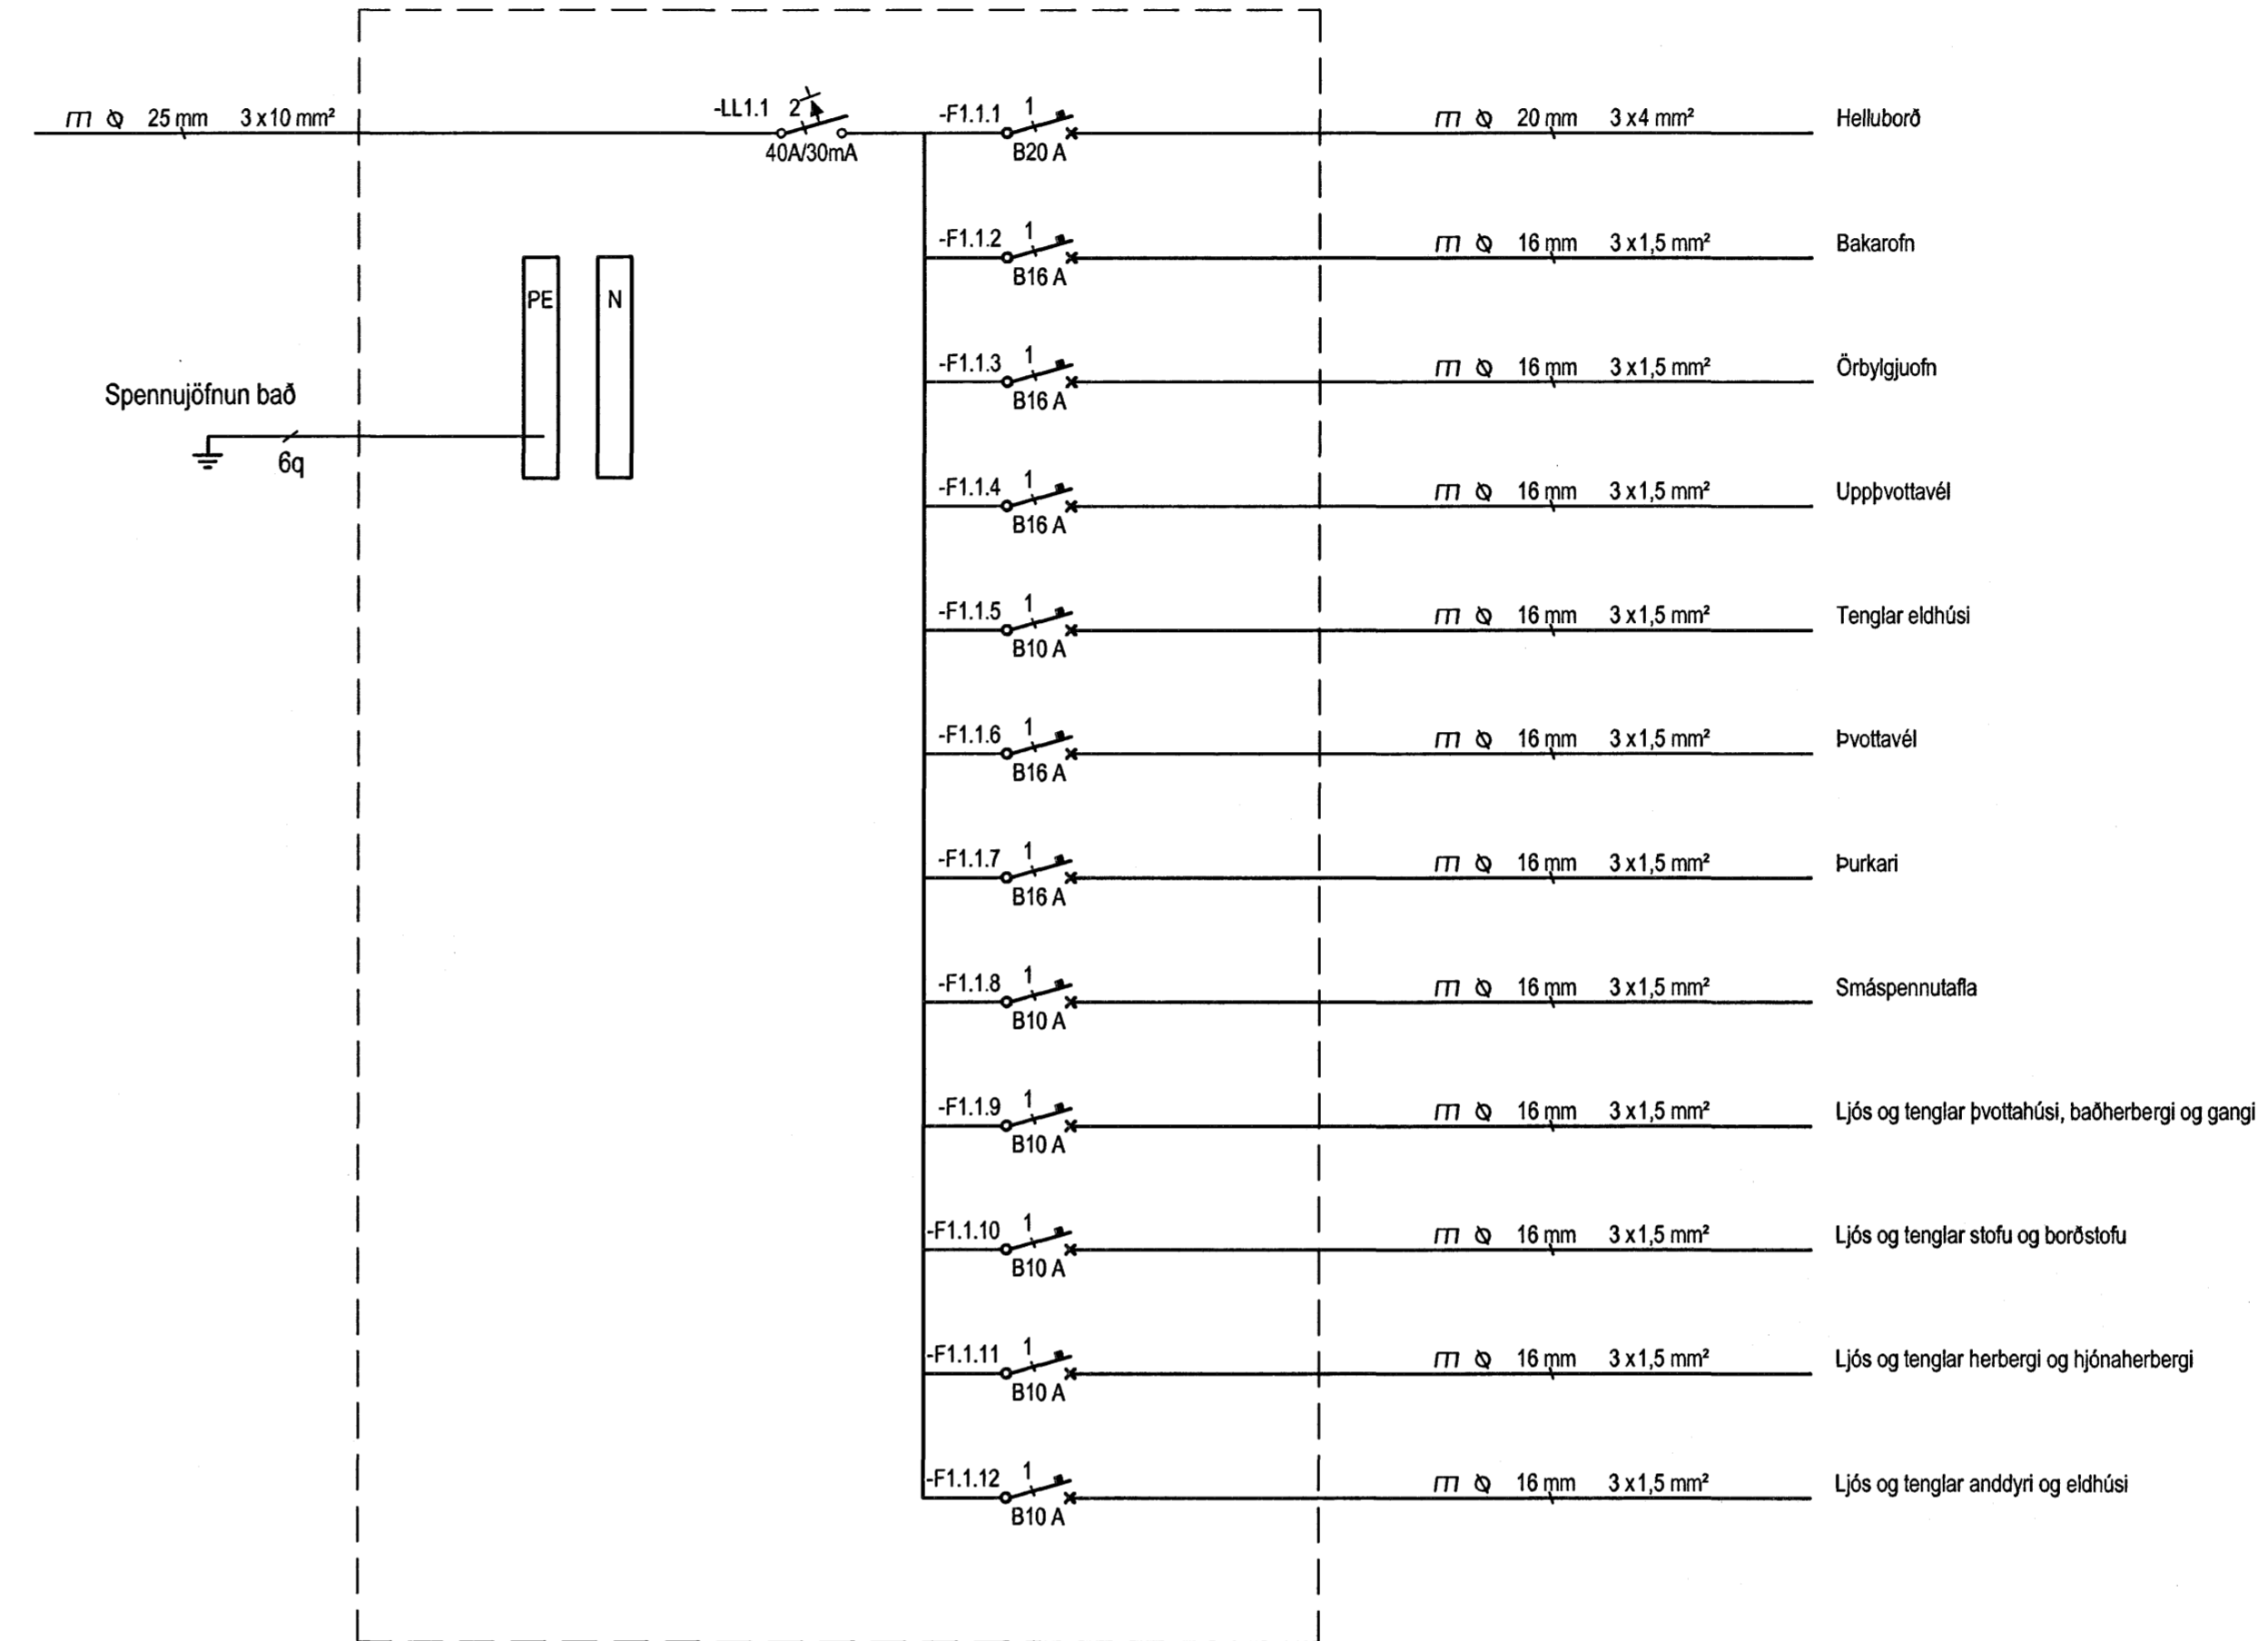 25 mm 3 x 10 mm²
-LL1.1 2
40A/30mA
-F1.1.1 1
B20 A
20 mm 3 x 4 mm²
Helluborð
-F1.1.2 1
B16 A
16 mm 3 x 1,5 mm²
Bakarofn
PE
N
-F1.1.3 1
B16 A
16 mm 3 x 1,5 mm²
Örbylgjuofn
Spennujöfnun bað
6q
-F1.1.4 1
B16 A
16 mm 3 x 1,5 mm²
Uppþvottavél
-F1.1.5 1
B10 A
16 mm 3 x 1,5 mm²
Tenglar eldhúsi
-F1.1.6 1
B16 A
16 mm 3 x 1,5 mm²
Þvottavél
-F1.1.7 1
B16 A
16 mm 3 x 1,5 mm²
Þurkari
-F1.1.8 1
B10 A
16 mm 3 x 1,5 mm²
Smáspennutafla
-F1.1.9 1
B10 A
16 mm 3 x 1,5 mm²
Ljós og tenglar þvottahúsi, baðherbergi og gangi
-F1.1.10 1
B10 A
16 mm 3 x 1,5 mm²
Ljós og tenglar stofu og borðstofu
-F1.1.11 1
B10 A
16 mm 3 x 1,5 mm²
Ljós og tenglar herbergi og hjónaherbergi
-F1.1.12 1
B10 A
16 mm 3 x 1,5 mm²
Ljós og tenglar anddyri og eldhúsi